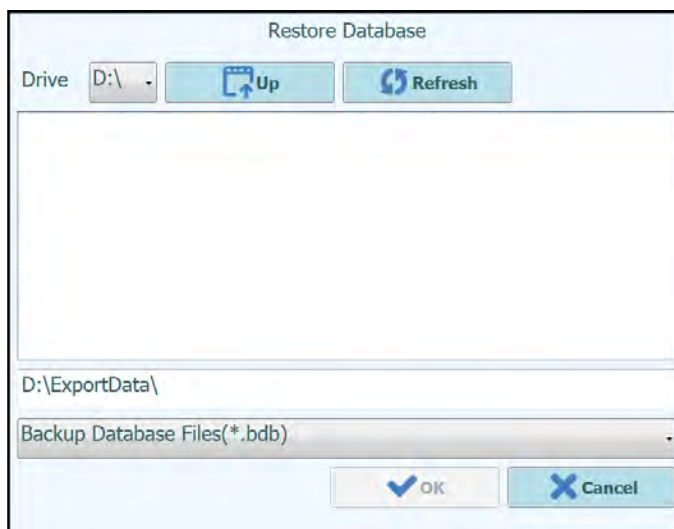 Restore Database
Drive D:\ Up Refresh
D:\ExportData\
Backup Database Files(*.bdb)
OK Cancel